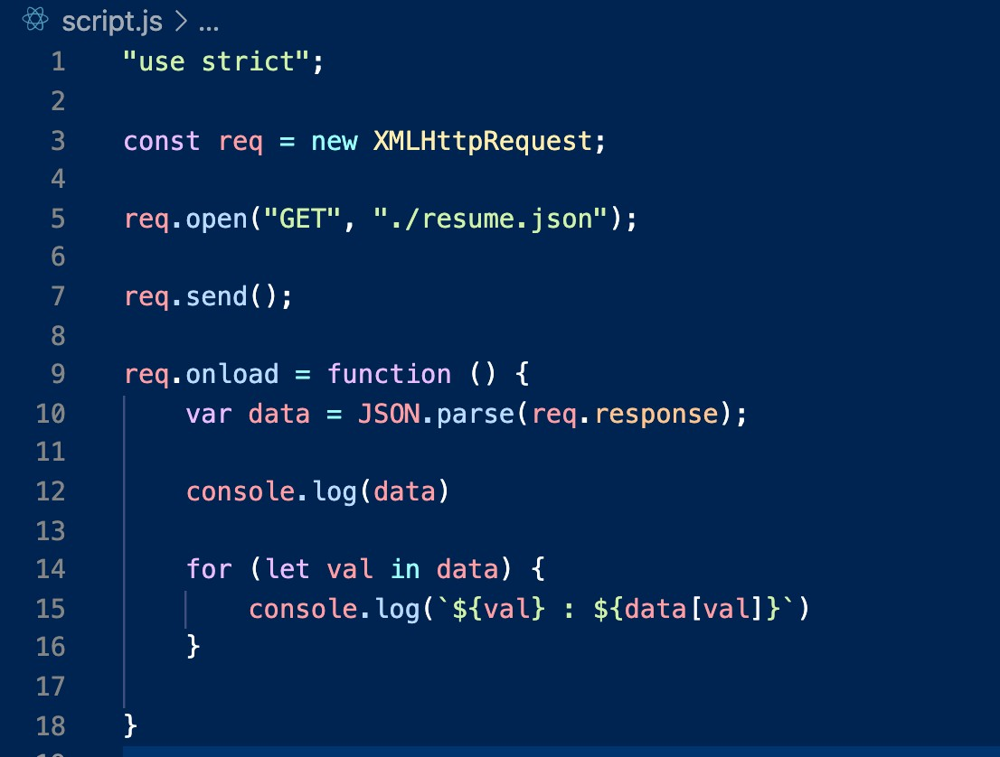 script.js > ...
1 "use strict";
2
3 const req = new XMLHttpRequest;
4
5 req.open("GET", "./resume.json");
6
7 req.send();
8
9 req.onload = function () {
10     var data = JSON.parse(req.response);
11
12     console.log(data)
13
14     for (let val in data) {
15         console.log(`${val} : ${data[val]}`)
16     }
17
18 }